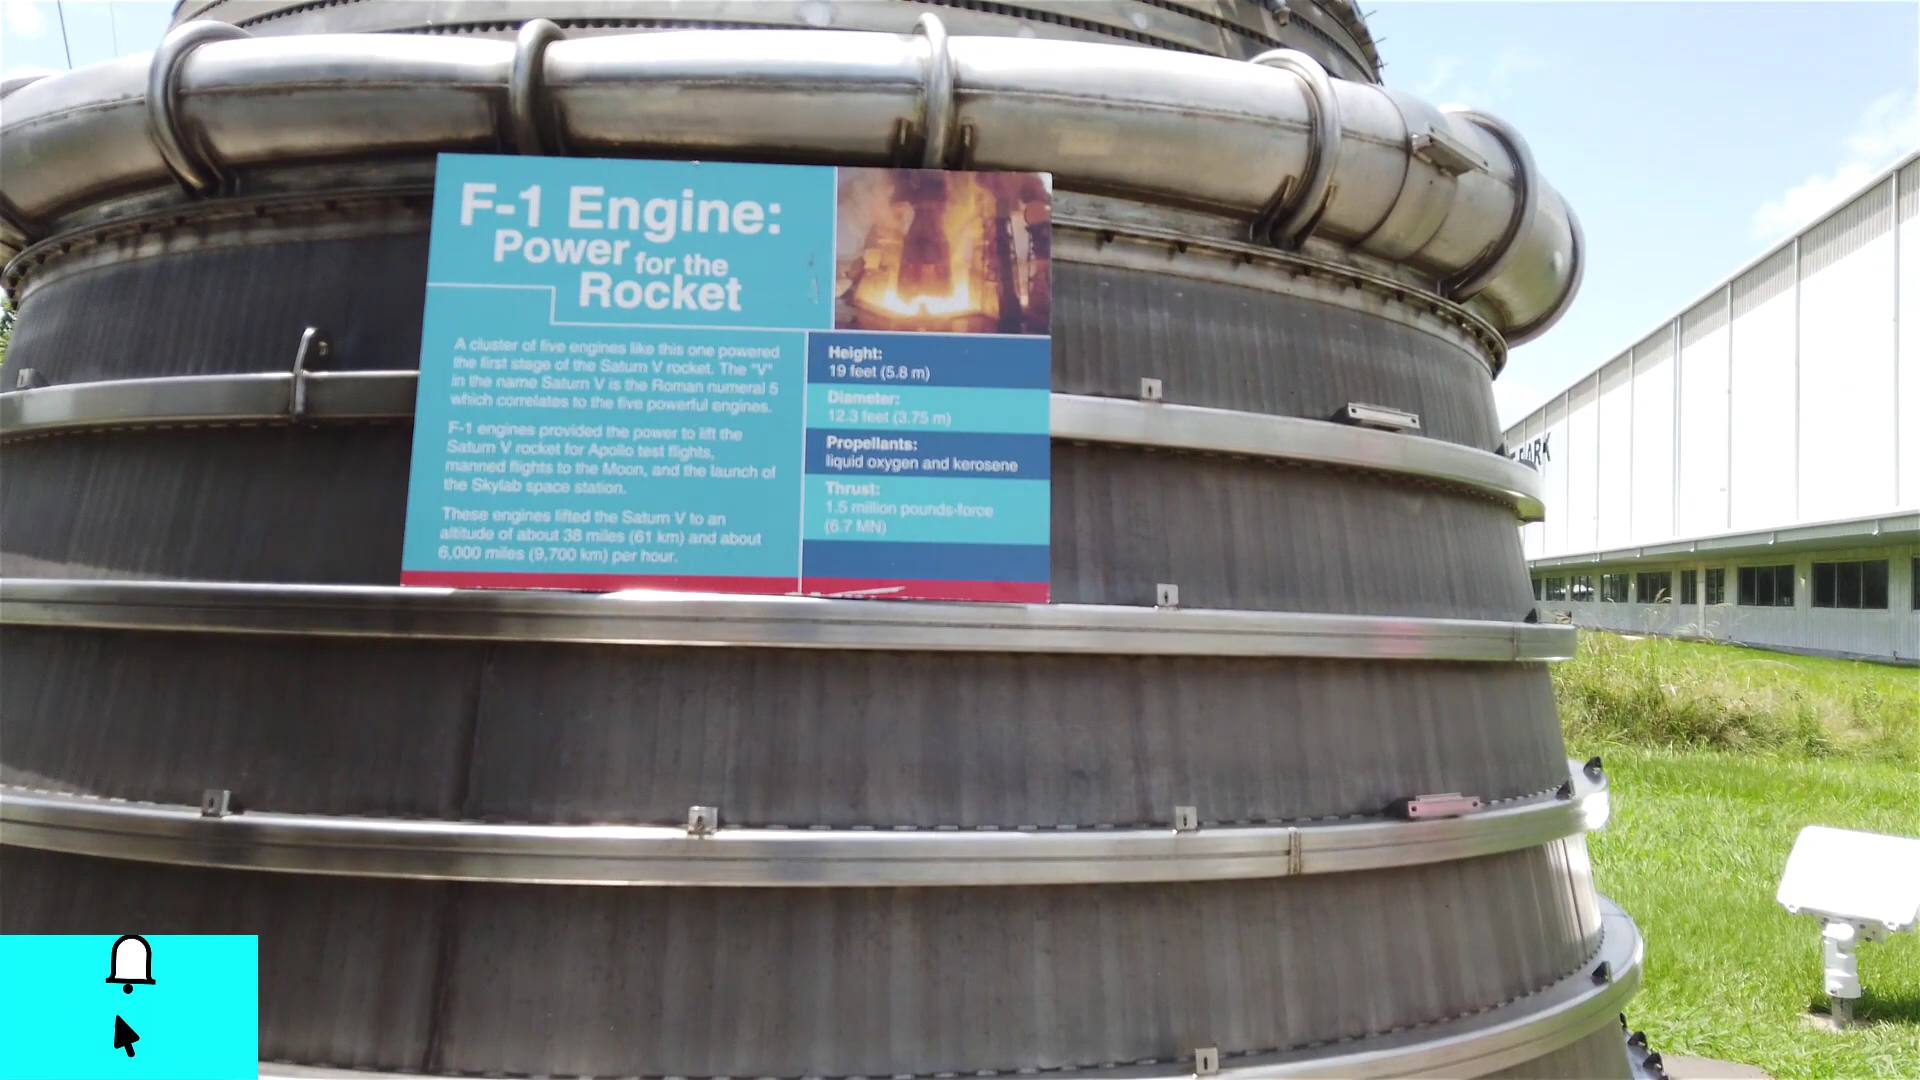 F-1 Engine:
Power for the
Rocket
A cluster of five engines like this one powered
the first stage of the Saturn V rocket. The "V"
in the name Saturn V is the Roman numeral 5
which correlates to the five powerful engines.
F-1 engines provided the power to lift the
Saturn V rocket for Apollo test flights,
manned flights to the Moon, and the launch of
the Skylab space station.
These engines lifted the Saturn V to an
altitude of about 38 miles (61 km) and about
6,000 miles (9,700 km) per hour.
Height:
19 feet (5.8 m)
Diameter:
12.3 feet (3.75 m)
Propellants:
liquid oxygen and kerosene
Thrust:
1.5 million pounds-force
(6.7 MN)